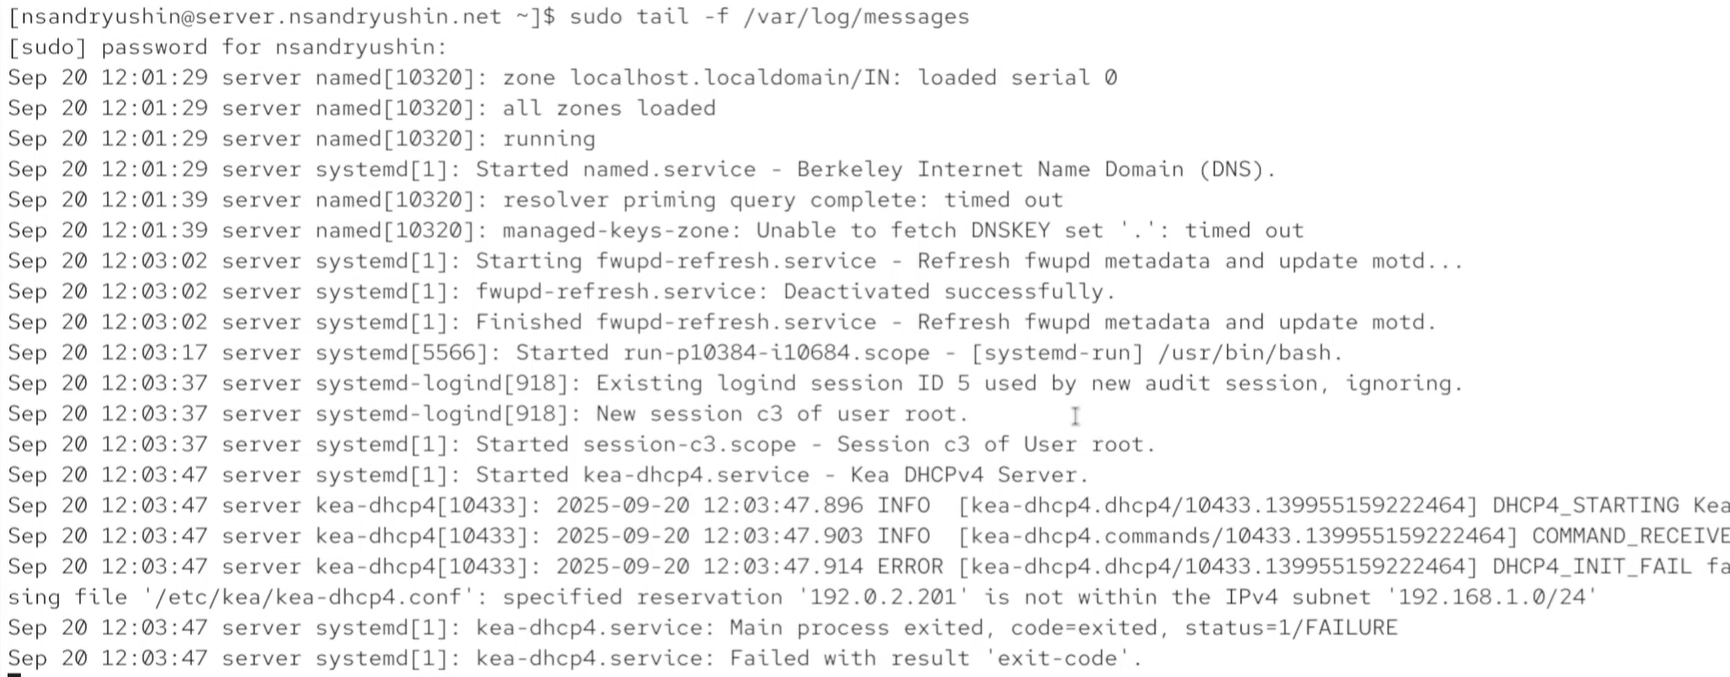 [nsandryushin@server.nsandryushin.net ~]$ sudo tail -f /var/log/messages
[sudo] password for nsandryushin:
Sep 20 12:01:29 server named[10320]: zone localhost.localdomain/IN: loaded serial 0
Sep 20 12:01:29 server named[10320]: all zones loaded
Sep 20 12:01:29 server named[10320]: running
Sep 20 12:01:29 server systemd[1]: Started named.service - Berkeley Internet Name Domain (DNS).
Sep 20 12:01:39 server named[10320]: resolver priming query complete: timed out
Sep 20 12:01:39 server named[10320]: managed-keys-zone: Unable to fetch DNSKEY set '.': timed out
Sep 20 12:03:02 server systemd[1]: Starting fwupd-refresh.service - Refresh fwupd metadata and update motd...
Sep 20 12:03:02 server systemd[1]: fwupd-refresh.service: Deactivated successfully.
Sep 20 12:03:02 server systemd[1]: Finished fwupd-refresh.service - Refresh fwupd metadata and update motd.
Sep 20 12:03:17 server systemd[5566]: Started run-p10384-i10684.scope - [systemd-run] /usr/bin/bash.
Sep 20 12:03:37 server systemd-logind[918]: Existing logind session ID 5 used by new audit session, ignoring.
Sep 20 12:03:37 server systemd-logind[918]: New session c3 of user root.
Sep 20 12:03:37 server systemd[1]: Started session-c3.scope - Session c3 of User root.
Sep 20 12:03:47 server systemd[1]: Started kea-dhcp4.service - Kea DHCPv4 Server.
Sep 20 12:03:47 server kea-dhcp4[10433]: 2025-09-20 12:03:47.896 INFO  [kea-dhcp4.dhcp4/10433.139955159222464] DHCP4_STARTING Kea
Sep 20 12:03:47 server kea-dhcp4[10433]: 2025-09-20 12:03:47.903 INFO  [kea-dhcp4.commands/10433.139955159222464] COMMAND_RECEIVE
Sep 20 12:03:47 server kea-dhcp4[10433]: 2025-09-20 12:03:47.914 ERROR [kea-dhcp4.dhcp4/10433.139955159222464] DHCP4_INIT_FAIL fa
sing file '/etc/kea/kea-dhcp4.conf': specified reservation '192.0.2.201' is not within the IPv4 subnet '192.168.1.0/24'
Sep 20 12:03:47 server systemd[1]: kea-dhcp4.service: Main process exited, code=exited, status=1/FAILURE
Sep 20 12:03:47 server systemd[1]: kea-dhcp4.service: Failed with result 'exit-code'.